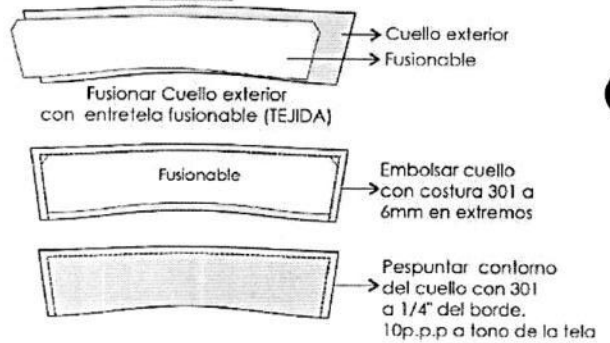 Cuello exterior
Fusionable
Fusionar Cuello exterior
con entretela fusionable (TEJIDA)
Fusionable
Embolsar cuello
con costura 301 a
6mm en extremos
Pespuntar contorno
del cuello con 301
a 1/4" del borde.
10p.p.p a tono de la tela